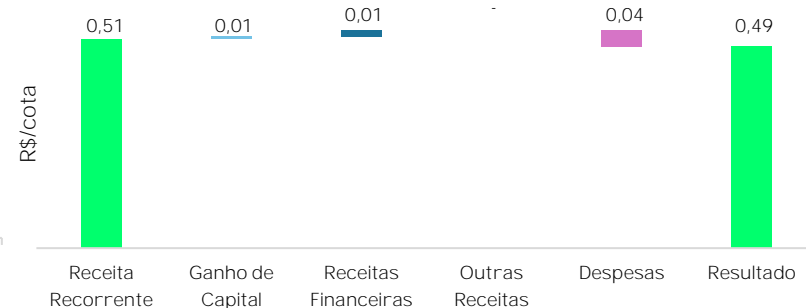 0,51
0,01
0,01
-
0,04
0,49
R$/cota
Receita
Recorrente
Ganho de
Capital
Receitas
Financeiras
Outras
Receitas
Despesas
Resultado